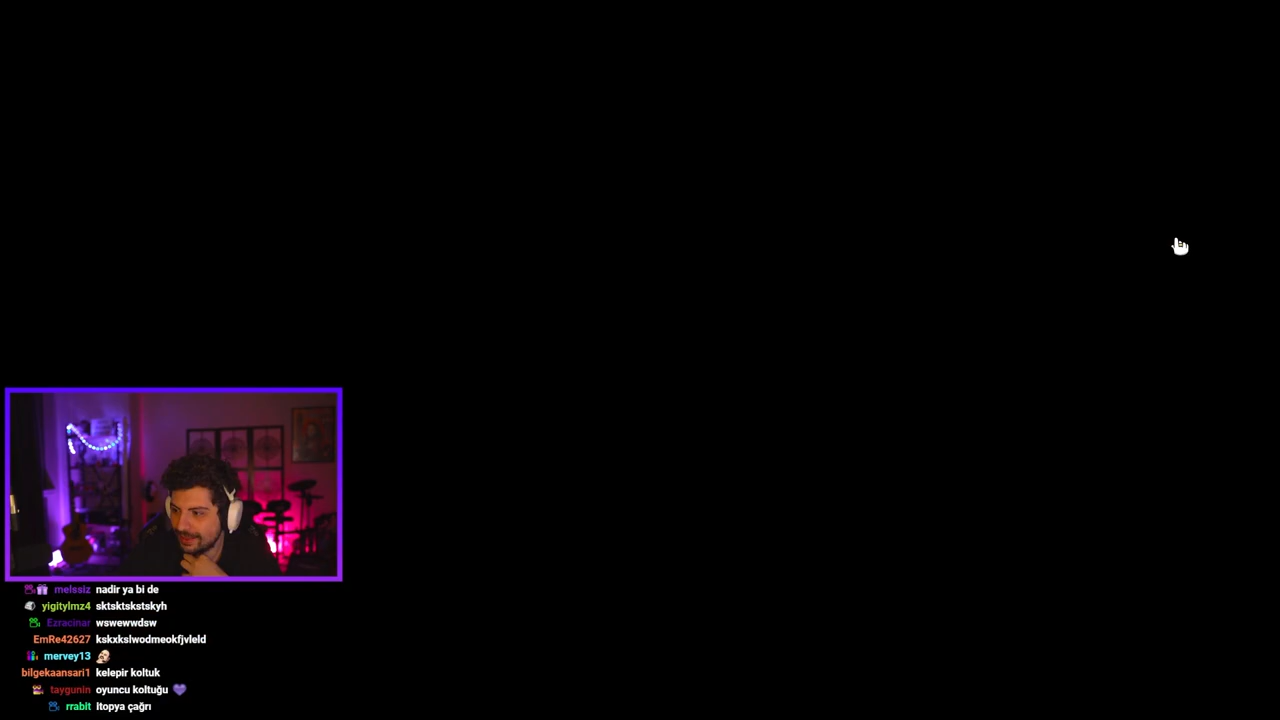 melssiz nadir ya bi de
yigitylmz4 sktsktskstskyh
Ezracinar wswewwdsw
EmRe42627 kskxkslwodmeokfjvleld
mervey13
bilgekaansari1 kelepir koltuk
taygunin oyuncu koltuğu
rrabit Itopya çağrı